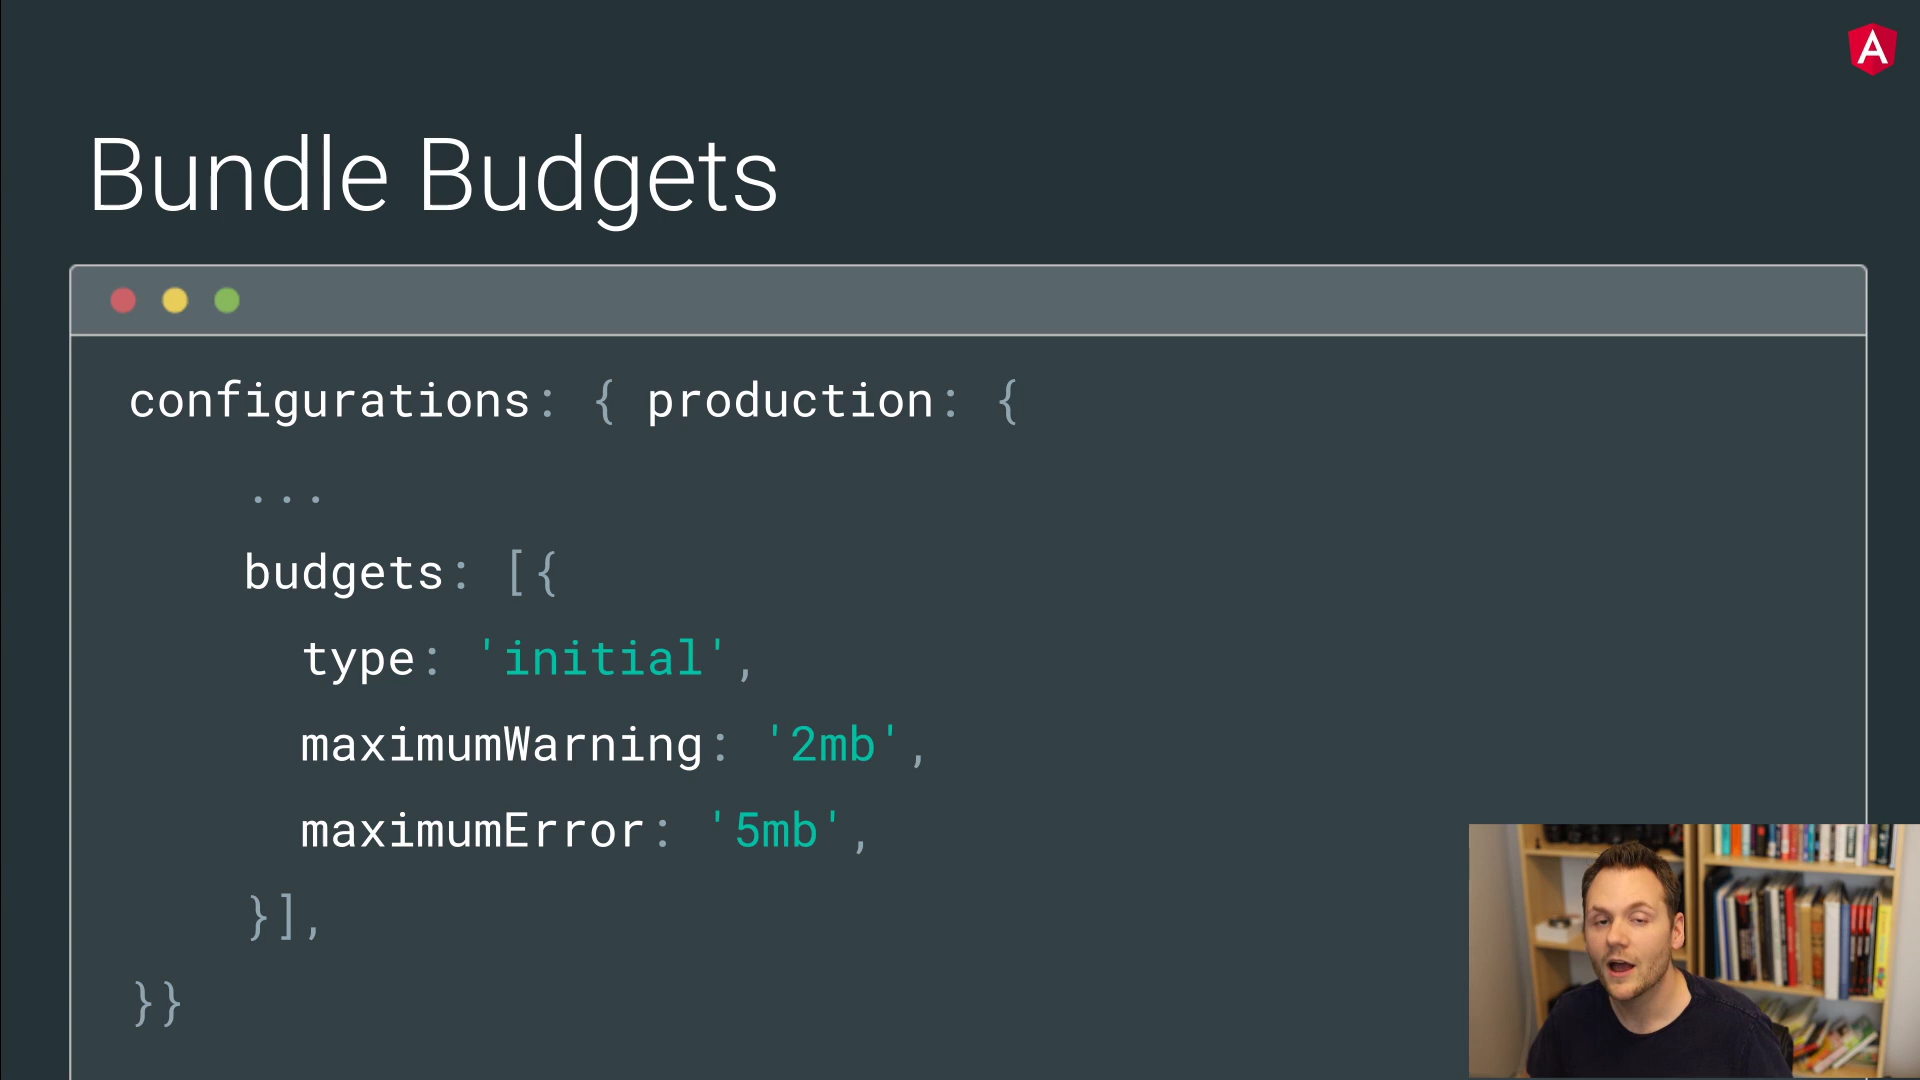 A
Bundle Budgets
configurations: { production: {
...
budgets: [{
type: 'initial',
maximumWarning: '2mb',
maximumError: '5mb',
}],
}}